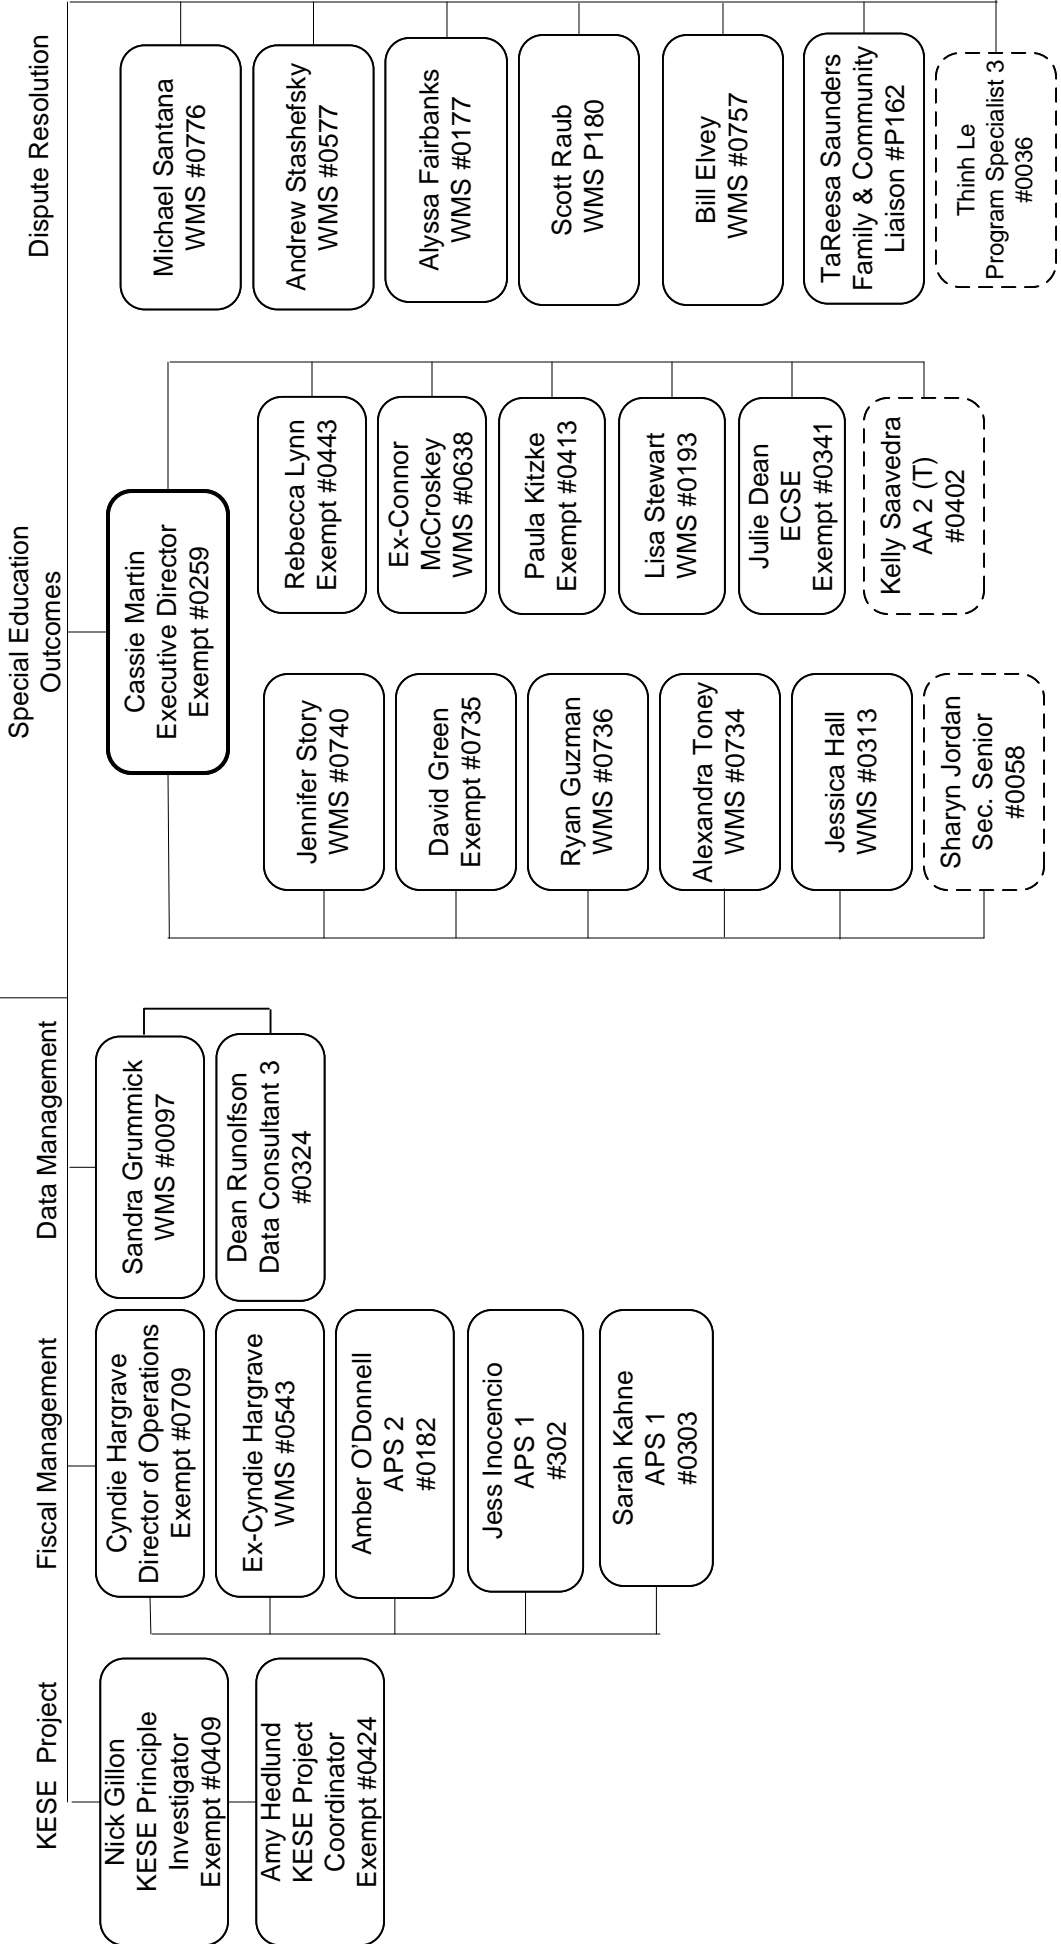 KESE  Project
Nick Gillon
KESE Principle
Investigator
Exempt #0409
Amy Hedlund
KESE Project
Coordinator
Exempt #0424
Fiscal Management
Cyndie Hargrave
Director of Operations
Exempt #0709
Ex-Cyndie Hargrave
WMS #0543
Amber O’Donnell
APS 2
#0182
Jess Inocencio
APS 1
#302
Sarah Kahne
APS 1
#0303
Data Management
Sandra Grummick
WMS #0097
Dean Runolfson
Data Consultant 3
#0324
Special Education
Outcomes
Cassie Martin
Executive Director
Exempt #0259
Jennifer Story
WMS #0740
David Green
Exempt #0735
Ryan Guzman
WMS #0736
Alexandra Toney
WMS #0734
Jessica Hall
WMS #0313
Sharyn Jordan
Sec. Senior
#0058
Rebecca Lynn
Exempt #0443
Ex-Connor
McCroskey
WMS #0638
Paula Kitzke
Exempt #0413
Lisa Stewart
WMS #0193
Julie Dean
ECSE
Exempt #0341
Kelly Saavedra
AA 2 (T)
#0402
Dispute Resolution
Michael Santana
WMS #0776
Andrew Stashefsky
WMS #0577
Alyssa Fairbanks
WMS #0177
Scott Raub
WMS P180
Bill Elvey
WMS #0757
TaReesa Saunders
Family & Community
Liaison #P162
Thinh Le
Program Specialist 3
#0036